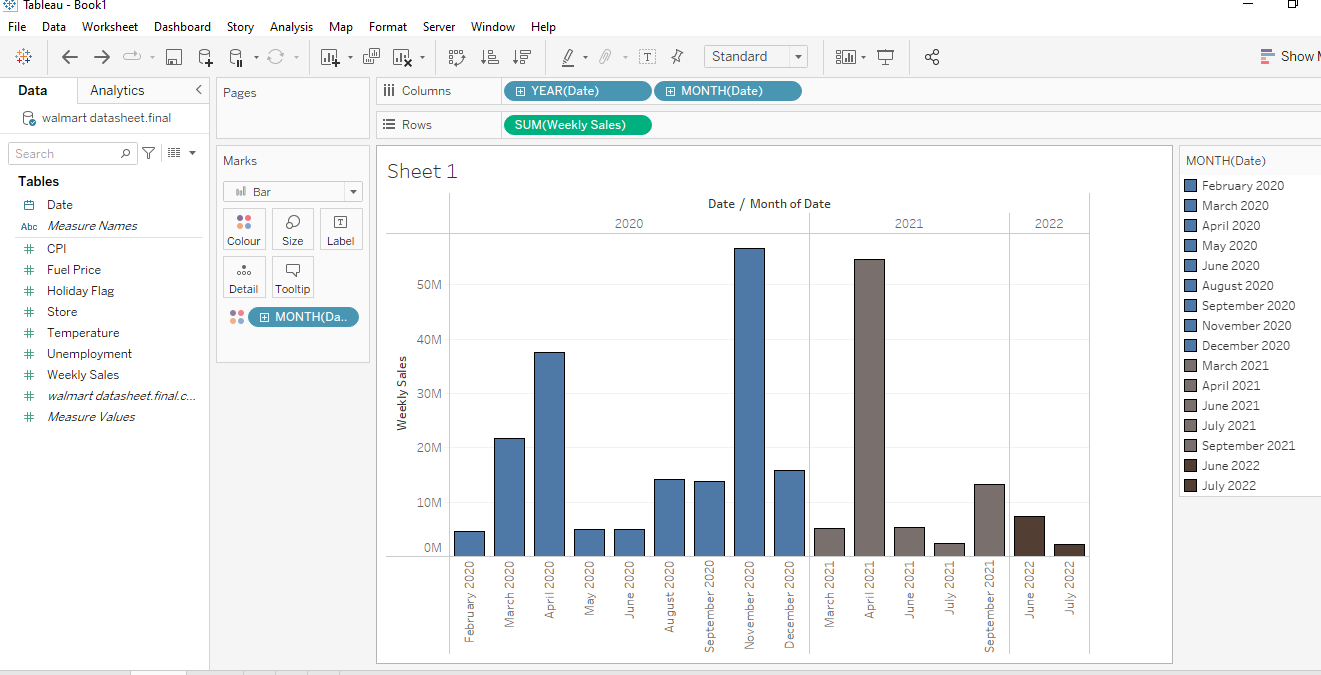 Tableau - Book1
File Data Worksheet Dashboard Story Analysis Map Format Server Window Help
Standard
Show
Data Analytics
walmart datasheet.final
Search
Tables
Date
Abc Measure Names
CPI
Fuel Price
Holiday Flag
Store
Temperature
Unemployment
Weekly Sales
walmart datasheet.final.c...
Measure Values
Pages
Marks
Bar
Colour Size Label
Detail Tooltip
MONTH(Da..
Columns YEAR(Date) MONTH(Date)
Rows SUM(Weekly Sales)
Sheet 1
Date / Month of Date
2020 2021 2022
Weekly Sales
50M
40M
30M
20M
10M
0M
February 2020
March 2020
April 2020
May 2020
June 2020
August 2020
September 2020
November 2020
December 2020
March 2021
April 2021
June 2021
July 2021
September 2021
June 2022
July 2022
MONTH(Date)
February 2020
March 2020
April 2020
May 2020
June 2020
August 2020
September 2020
November 2020
December 2020
March 2021
April 2021
June 2021
July 2021
September 2021
June 2022
July 2022